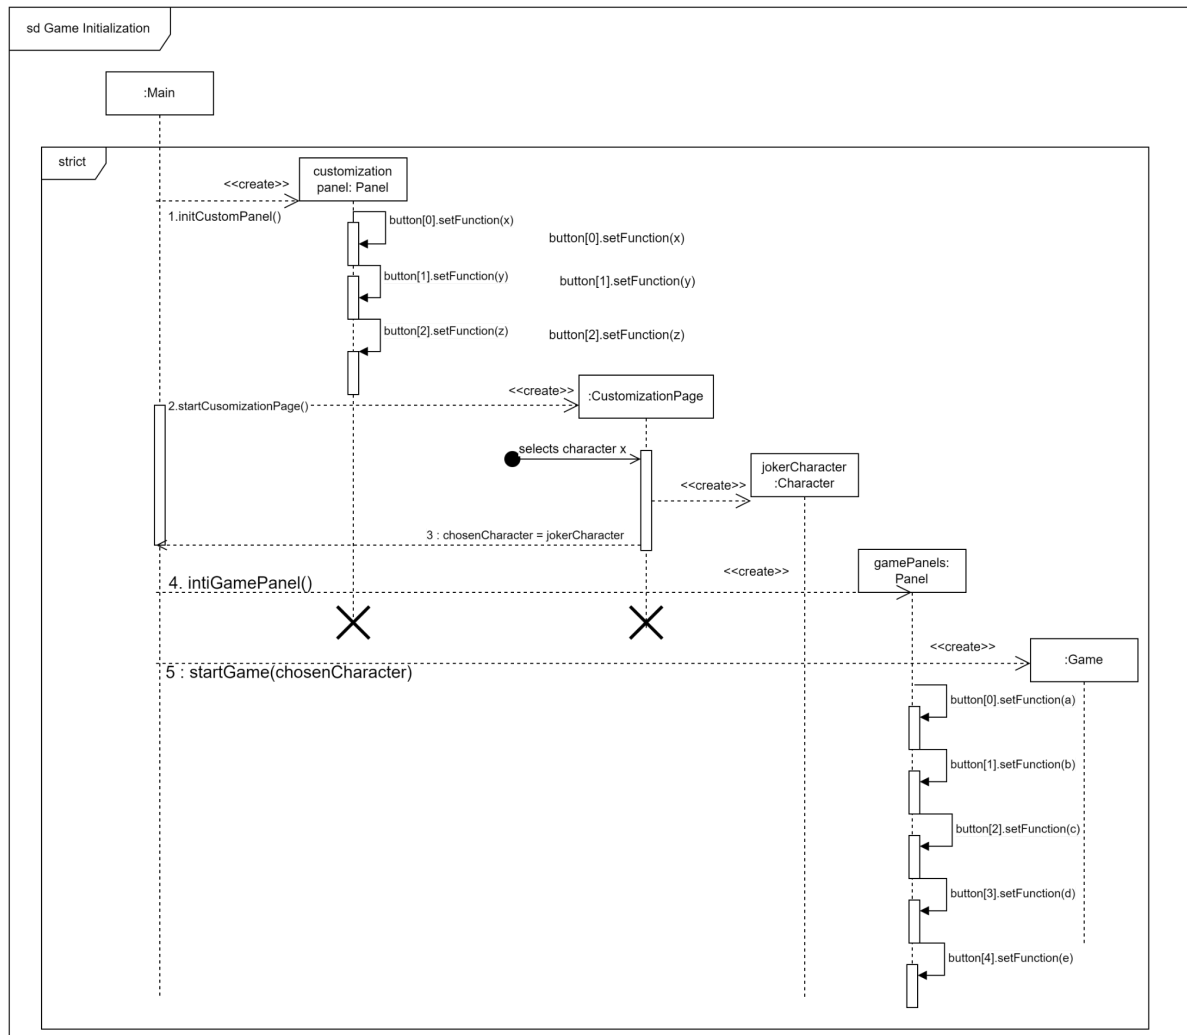 sd Game Initialization
:Main
strict
customization
panel: Panel
<<create>>
1.initCustomPanel()
button[0].setFunction(x)
button[0].setFunction(x)
button[1].setFunction(y)
button[1].setFunction(y)
button[2].setFunction(z)
button[2].setFunction(z)
<<create>>
:CustomizationPage
2.startCusomizationPage()
selects character x
jokerCharacter
:Character
<<create>>
3 : chosenCharacter = jokerCharacter
gamePanels:
Panel
<<create>>
4. intiGamePanel()
<<create>>
:Game
5 : startGame(chosenCharacter)
button[0].setFunction(a)
button[1].setFunction(b)
button[2].setFunction(c)
button[3].setFunction(d)
button[4].setFunction(e)